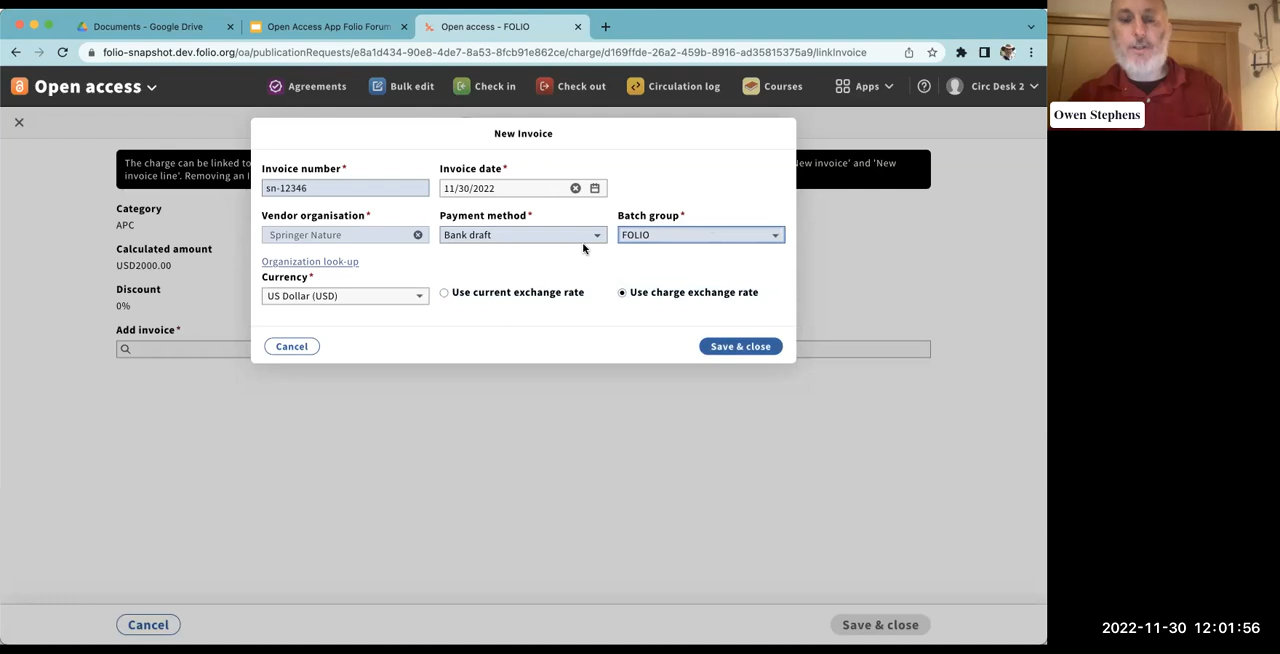 Documents - Google Drive
Open Access App Folio Forum
Open access - FOLIO
folio-snapshot.dev.folio.org/oa/publicationRequests/e8a1d434-90e8-4de7-8a53-8fcb91e862ce/charge/d169ffde-26a2-459b-8916-ad35815375a9/linkInvoice
Open access
Agreements
Bulk edit
Check in
Check out
Circulation log
Courses
Apps
Circ Desk 2
Owen Stephens
New Invoice
The charge can be linked to
invoice line'. Removing an
Invoice'
and 'New
Category
APC
Calculated amount
USD2000.00
Discount
0%
Add invoice*
Invoice number*
Invoice date*
sn-12346
11/30/2022
Vendor organisation*
Payment method*
Batch group*
Springer Nature
Bank draft
FOLIO
Organization look-up
Currency*
US Dollar (USD)
Use current exchange rate
Use charge exchange rate
Cancel
Save & close
Cancel
Save & close
2022-11-30 12:01:56